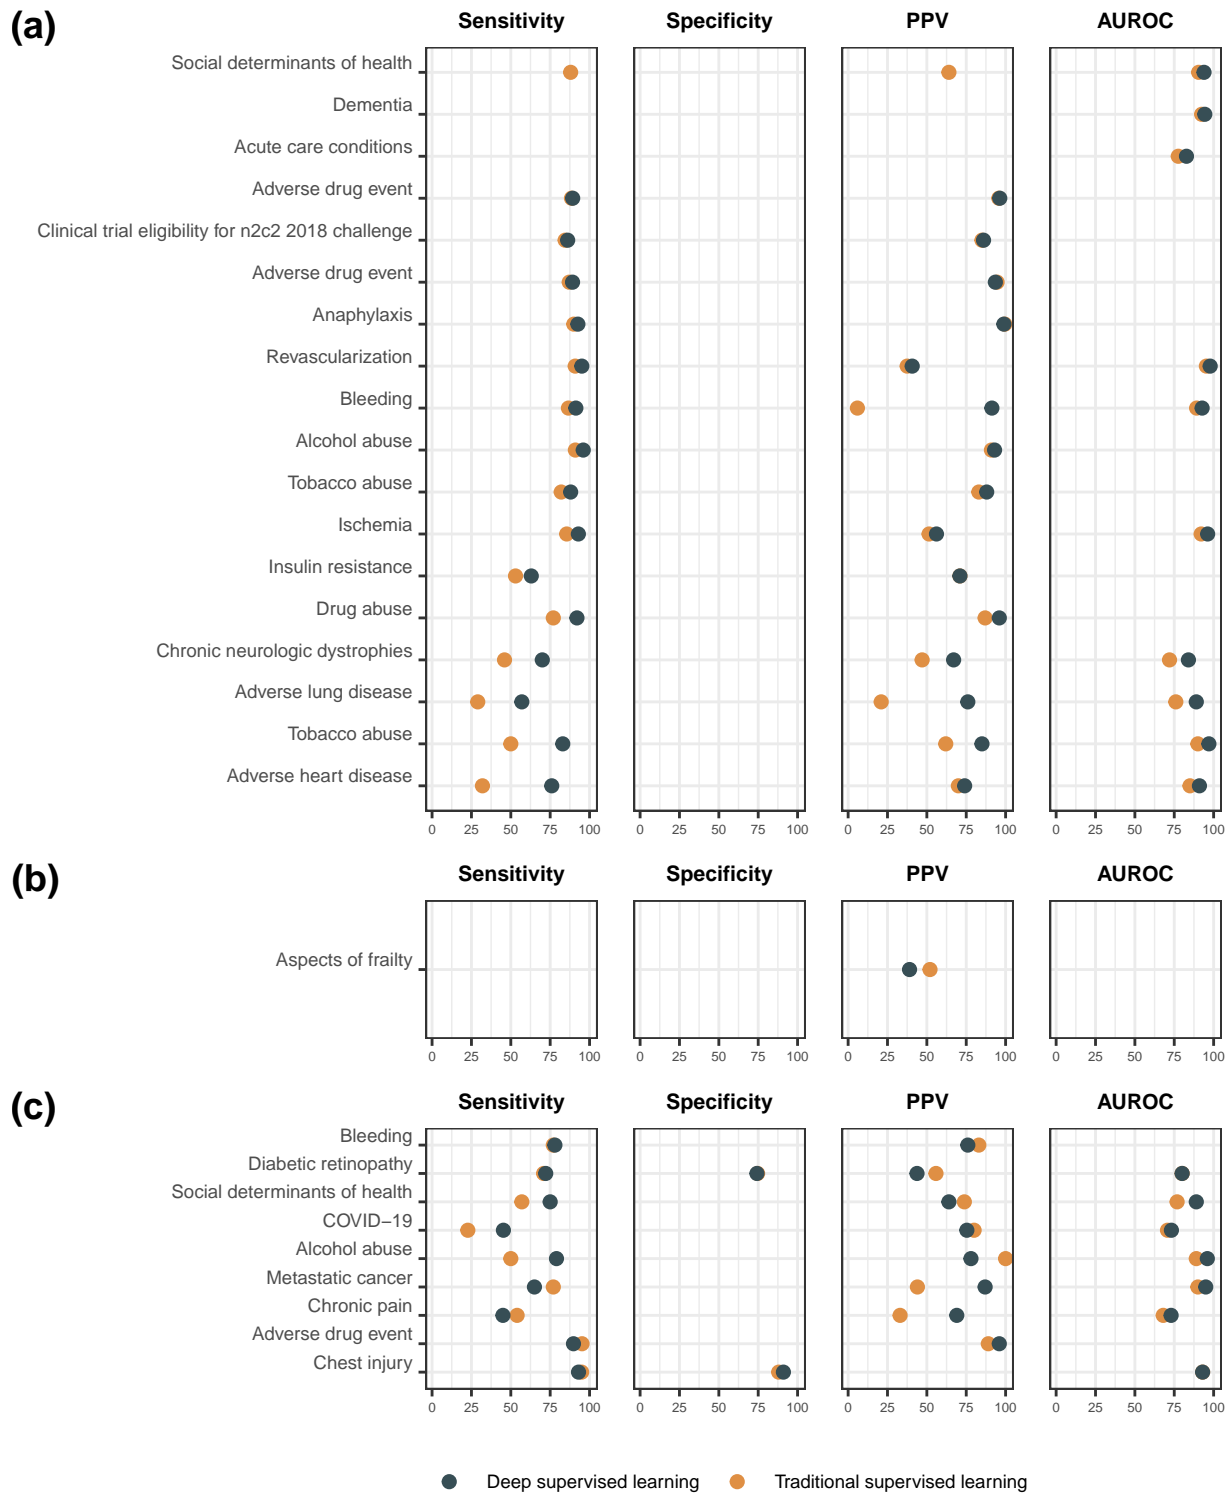 (a)
Sensitivity Specificity PPV AUROC
Social determinants of health
Dementia
Acute care conditions
Adverse drug event
Clinical trial eligibility for n2c2 2018 challenge
Adverse drug event
Anaphylaxis
Revascularization
Bleeding
Alcohol abuse
Tobacco abuse
Ischemia
Insulin resistance
Drug abuse
Chronic neurologic dystrophies
Adverse lung disease
Tobacco abuse
Adverse heart disease
0 25 50 75 100 0 25 50 75 100 0 25 50 75 100 0 25 50 75 100
(b)
Sensitivity Specificity PPV AUROC
Aspects of frailty
0 25 50 75 100 0 25 50 75 100 0 25 50 75 100 0 25 50 75 100
(c)
Sensitivity Specificity PPV AUROC
Bleeding
Diabetic retinopathy
Social determinants of health
COVID−19
Alcohol abuse
Metastatic cancer
Chronic pain
Adverse drug event
Chest injury
0 25 50 75 100 0 25 50 75 100 0 25 50 75 100 0 25 50 75 100
Deep supervised learning Traditional supervised learning